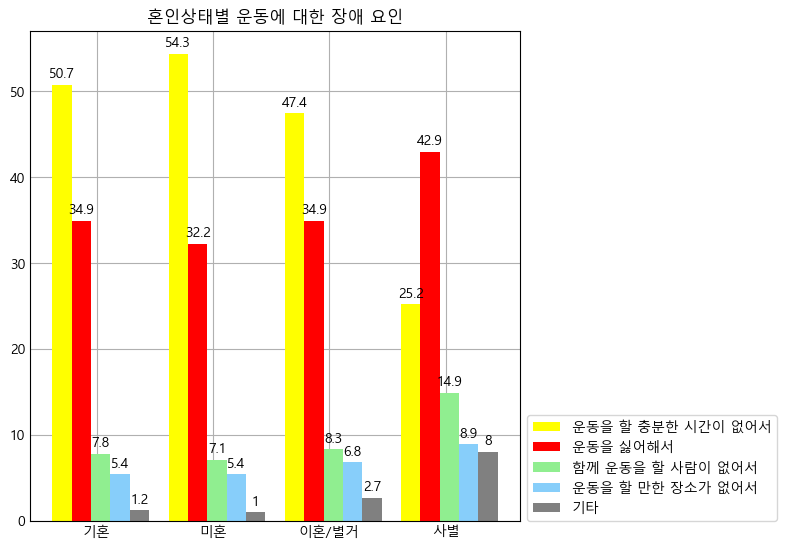 혼인상태별 운동에 대한 장애 요인
50
40
30
20
10
0
50.7
34.9
7.8
5.4
1.2
54.3
32.2
7.1
5.4
1
47.4
34.9
8.3
6.8
2.7
25.2
42.9
14.9
8.9
8
기혼
미혼
이혼/별거
사별
운동을 할 충분한 시간이 없어서
운동을 싫어해서
함께 운동을 할 사람이 없어서
운동을 할 만한 장소가 없어서
기타